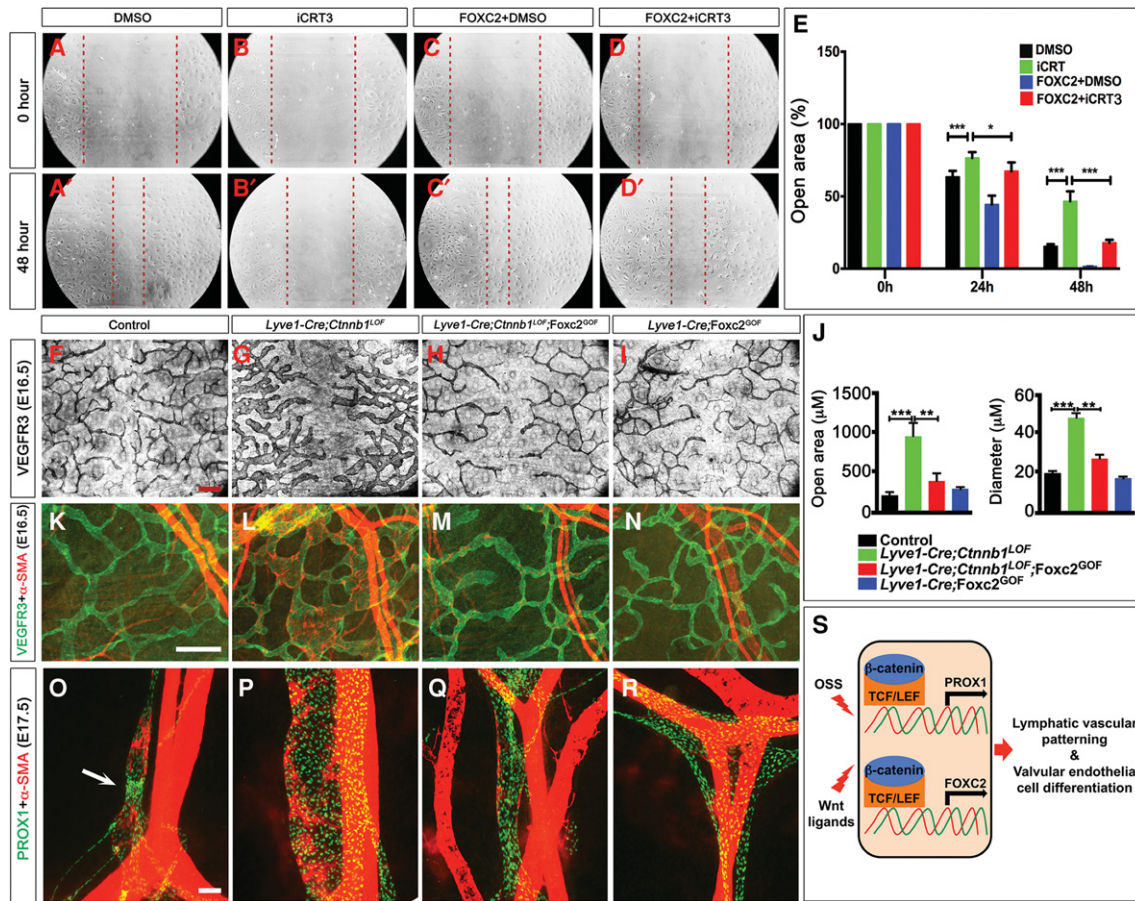 DMSO
iCRT3
FOXC2+DMSO
FOXC2+iCRT3
0 hour
A
B
C
D
48 hour
A′
B′
C′
D′
E
Open area (%)
150
100
50
0
DMSO
iCRT
FOXC2+DMSO
FOXC2+iCRT3
*** *
*** ***
0h 24h 48h
Control
Lyve1-Cre;Ctnnb1LOF
Lyve1-Cre;Ctnnb1LOF;Foxc2GOF
Lyve1-Cre;Foxc2GOF
VEGFR3 (E16.5)
F
G
H
I
VEGFR3+α-SMA (E16.5)
K
L
M
N
PROX1+α-SMA (E17.5)
O
P
Q
R
J
Open area (μM)
1500
1000
500
0
*** **
Diameter (μM)
60
40
20
0
*** **
Control
Lyve1-Cre;Ctnnb1LOF
Lyve1-Cre;Ctnnb1LOF;Foxc2GOF
Lyve1-Cre;Foxc2GOF
S
OSS
β-catenin
TCF/LEF
PROX1
Wnt
ligands
β-catenin
TCF/LEF
FOXC2
Lymphatic vascular
patterning
&
Valvular endothelial
cell differentiation